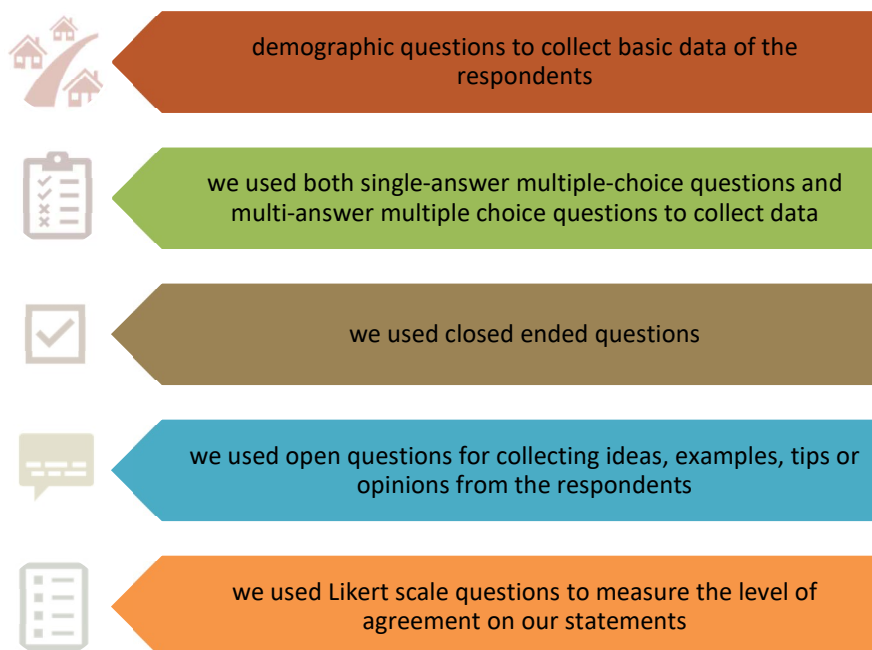 demographic questions to collect basic data of the
respondents
we used both single-answer multiple-choice questions and
multi-answer multiple choice questions to collect data
we used closed ended questions
we used open questions for collecting ideas, examples, tips or
opinions from the respondents
we used Likert scale questions to measure the level of
agreement on our statements